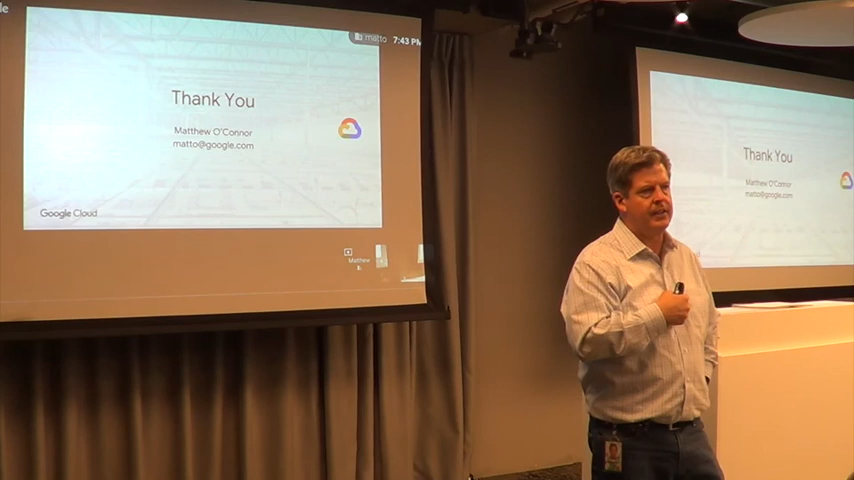 le
matto 7:43 PM
Thank You
Matthew O'Connor
matto@google.com
Google Cloud
Matthew
Thank You
Matthew O'Connor
matto@google.com